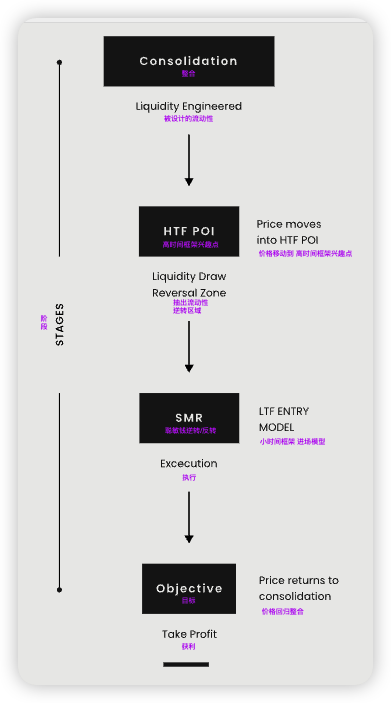 Consolidation
整合
Liquidity Engineered
被设计的流动性
HTF POI
高时间框架兴趣点
Price moves
into HTF POI
价格移动到 高时间框架兴趣点
Liquidity Draw
Reversal Zone
抽出流动性
逆转区域
阶段
STAGES
SMR
聪敏钱逆转/反转
LTF ENTRY
MODEL
小时间框架 进场模型
Excecution
执行
Objective
目标
Price returns to
consolidation
价格回归整合
Take Profit
获利